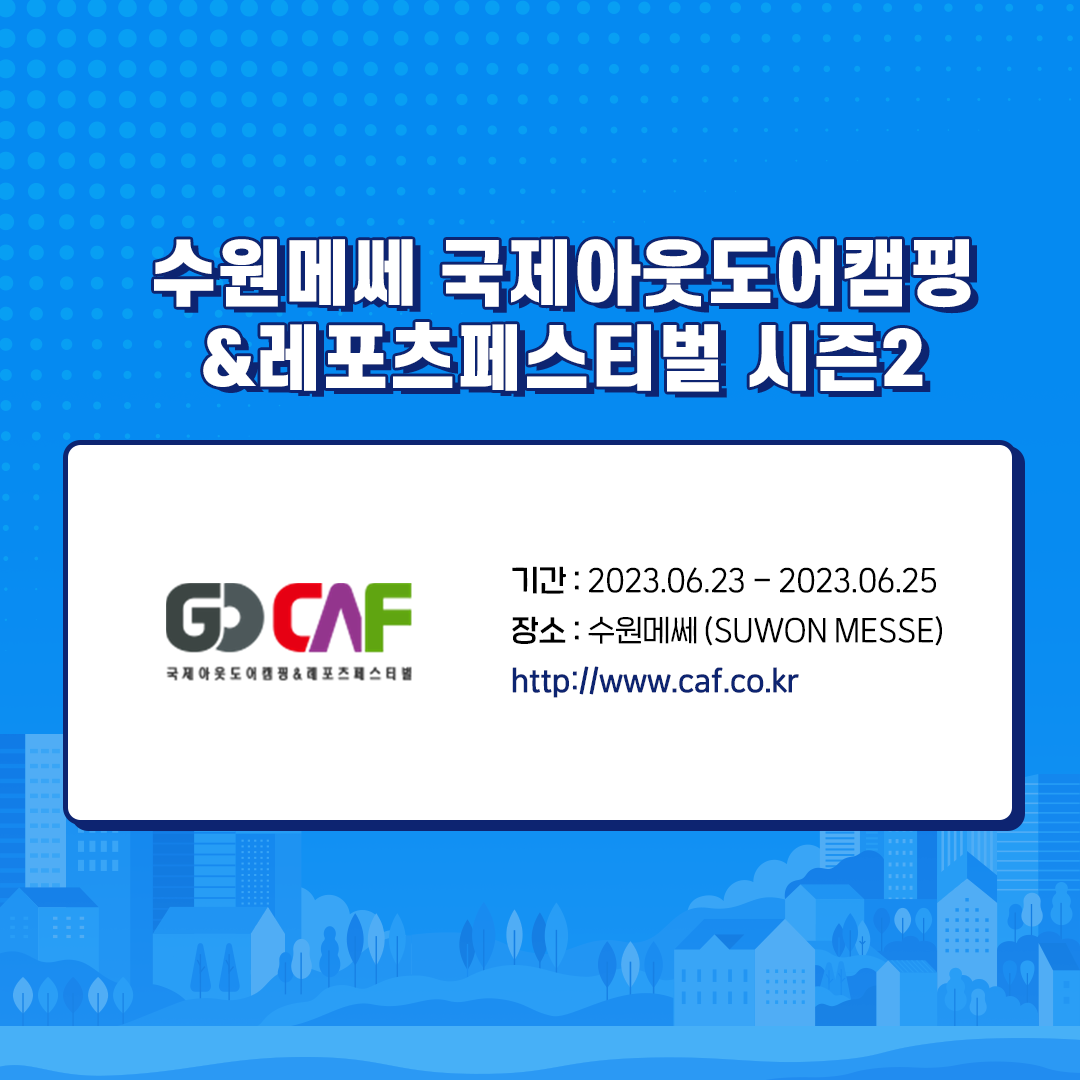 수원메쎄 국제아웃도어캠핑
&레포츠페스티벌 시즌2
GO CAF
국제아웃도어캠핑&레포츠페스티벌
기간 : 2023.06.23 – 2023.06.25
장소 : 수원메쎄 (SUWON MESSE)
http://www.caf.co.kr